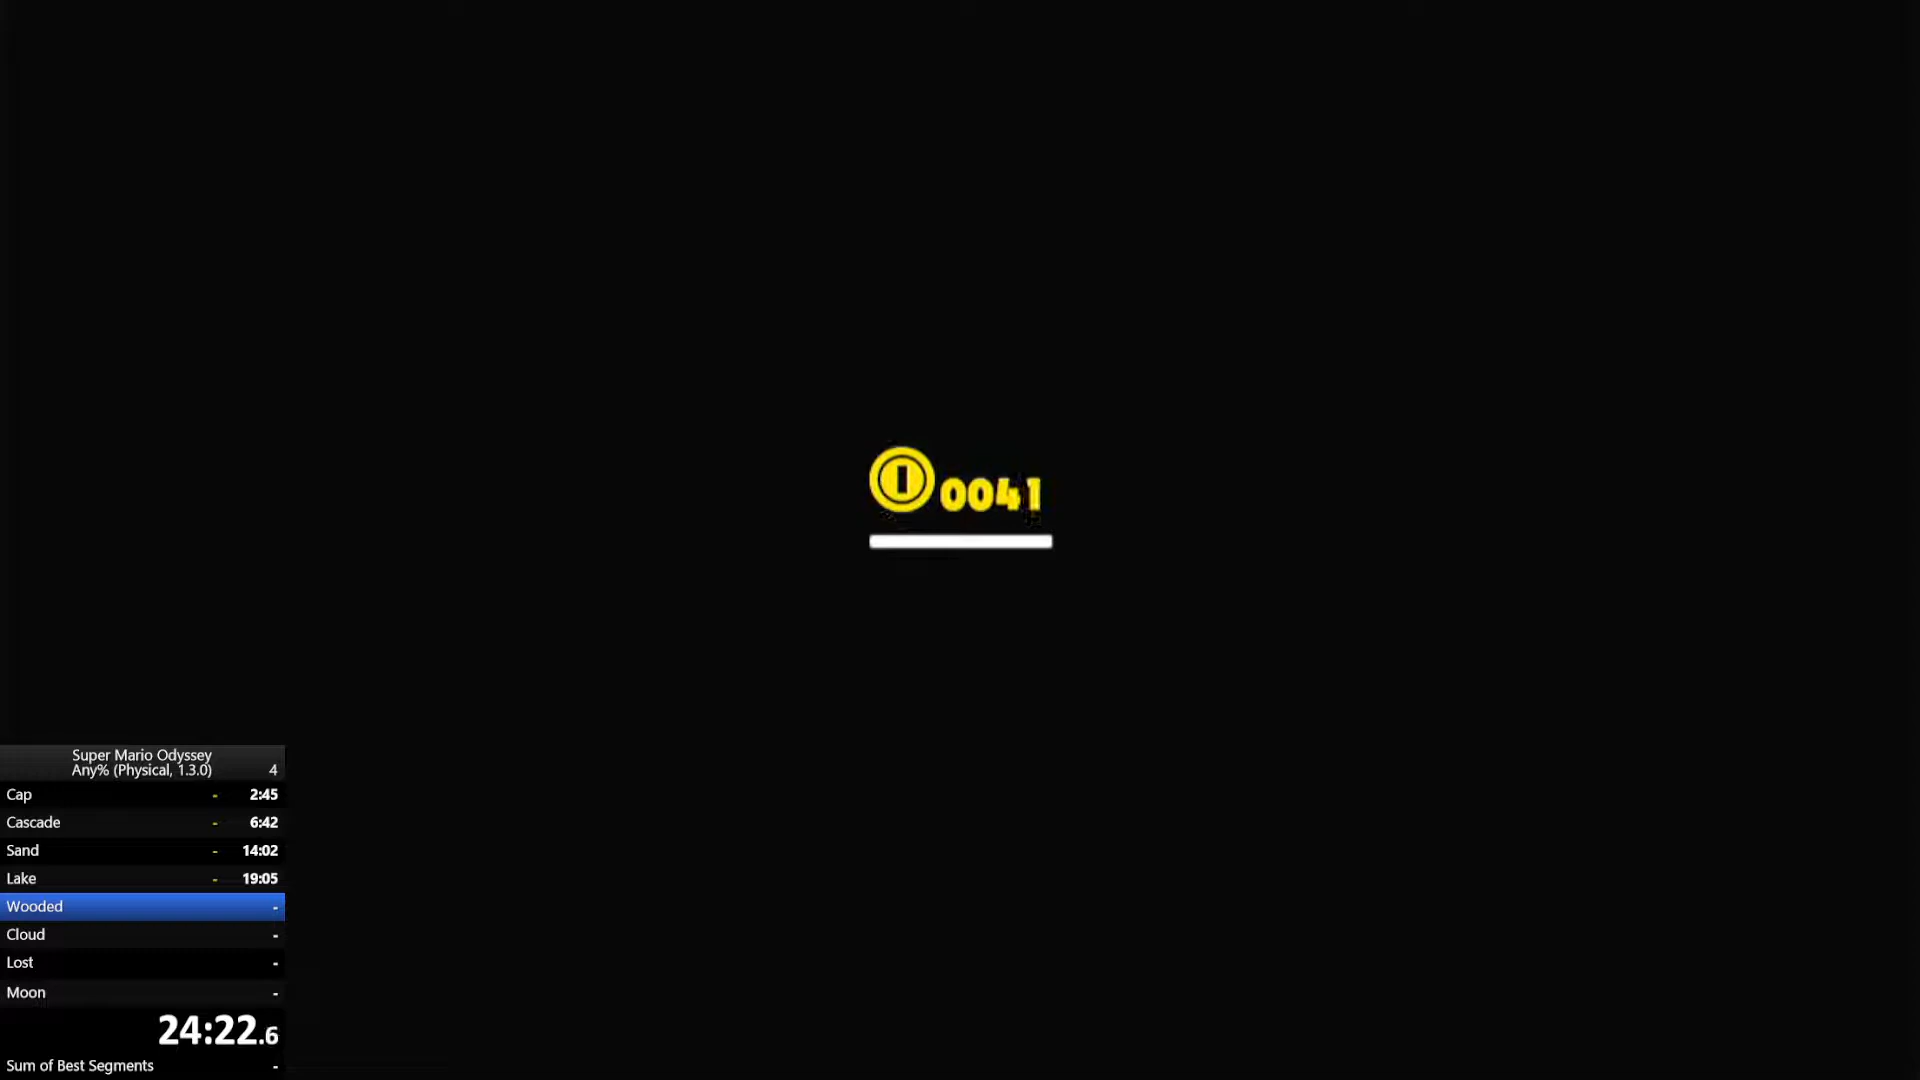 0041
Super Mario Odyssey
Any% (Physical, 1.3.0) 4
Cap - 2:45
Cascade - 6:42
Sand - 14:02
Lake - 19:05
Wooded -
Cloud -
Lost -
Moon -
24:22.6
Sum of Best Segments -